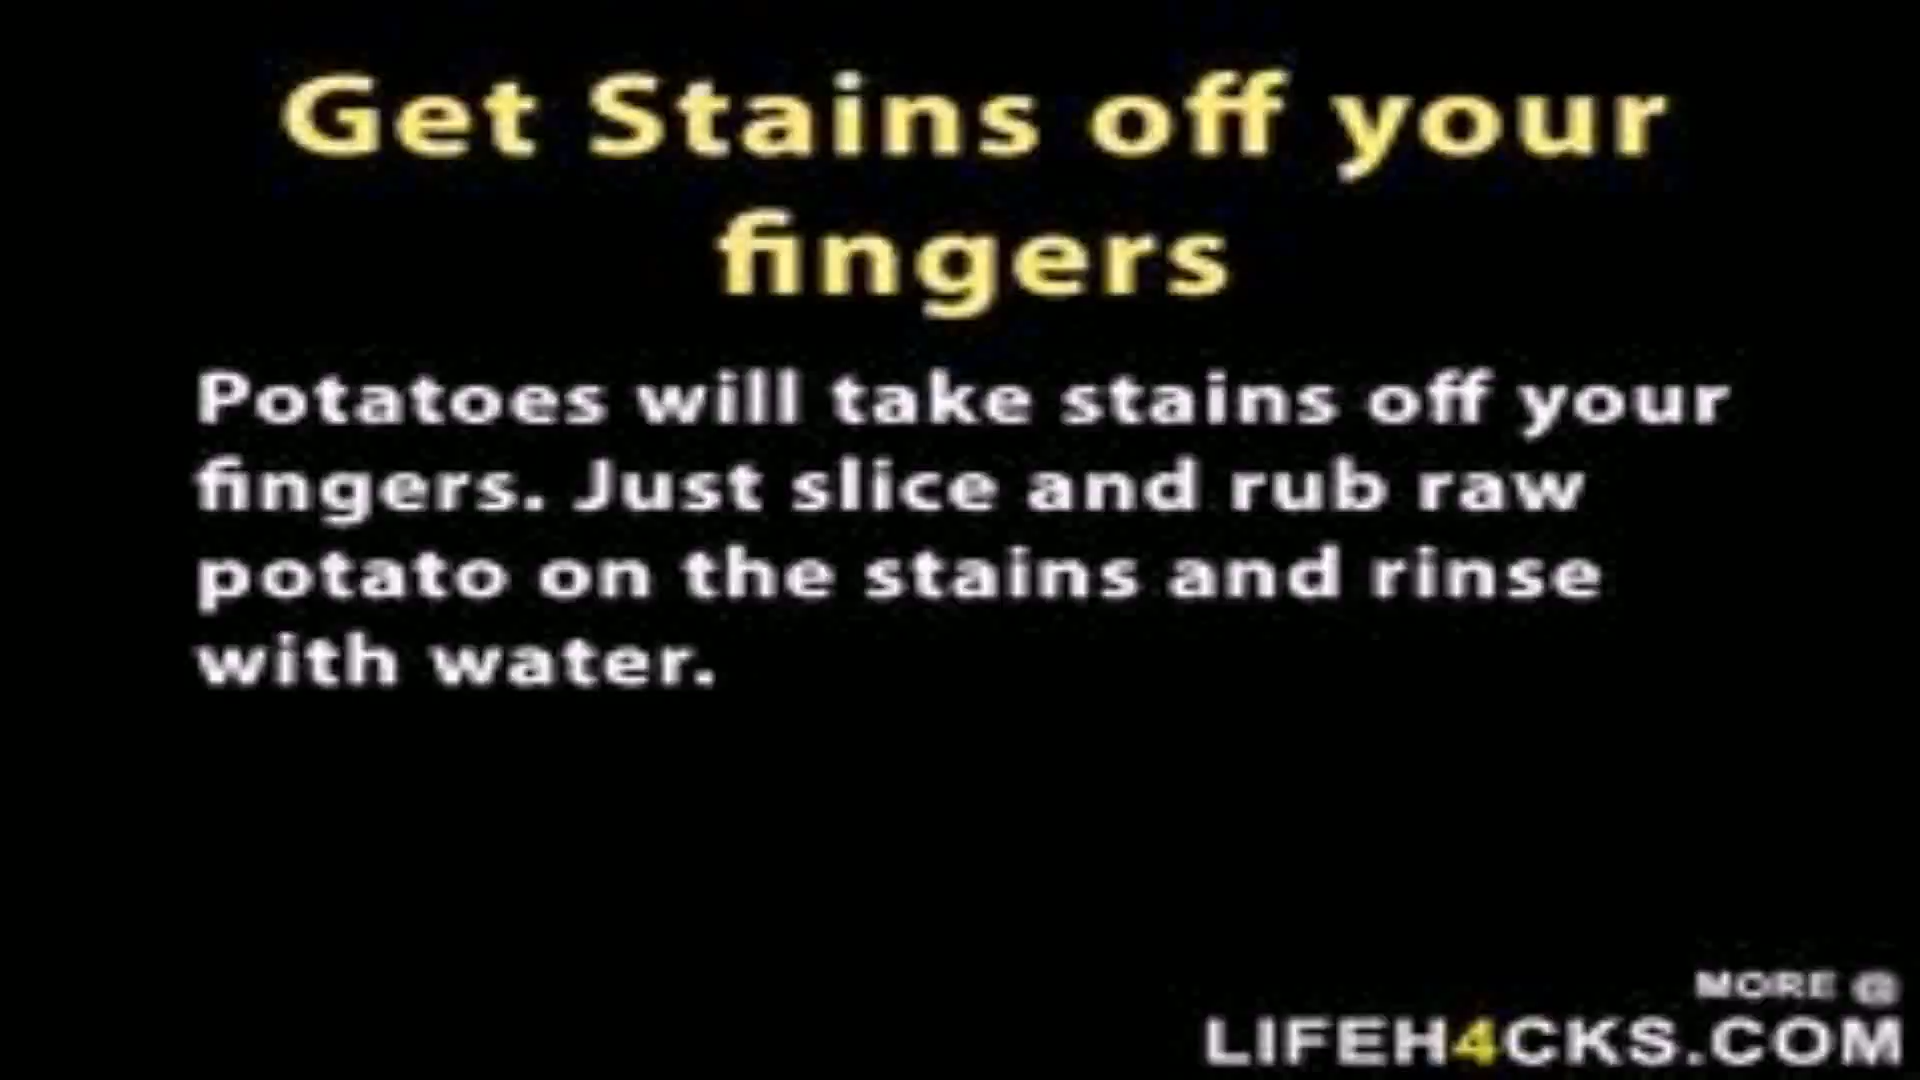 Get Stains off your
fingers
Potatoes will take stains off your
fingers. Just slice and rub raw
potato on the stains and rinse
with water.
MORE @
LIFEH4CKS.COM